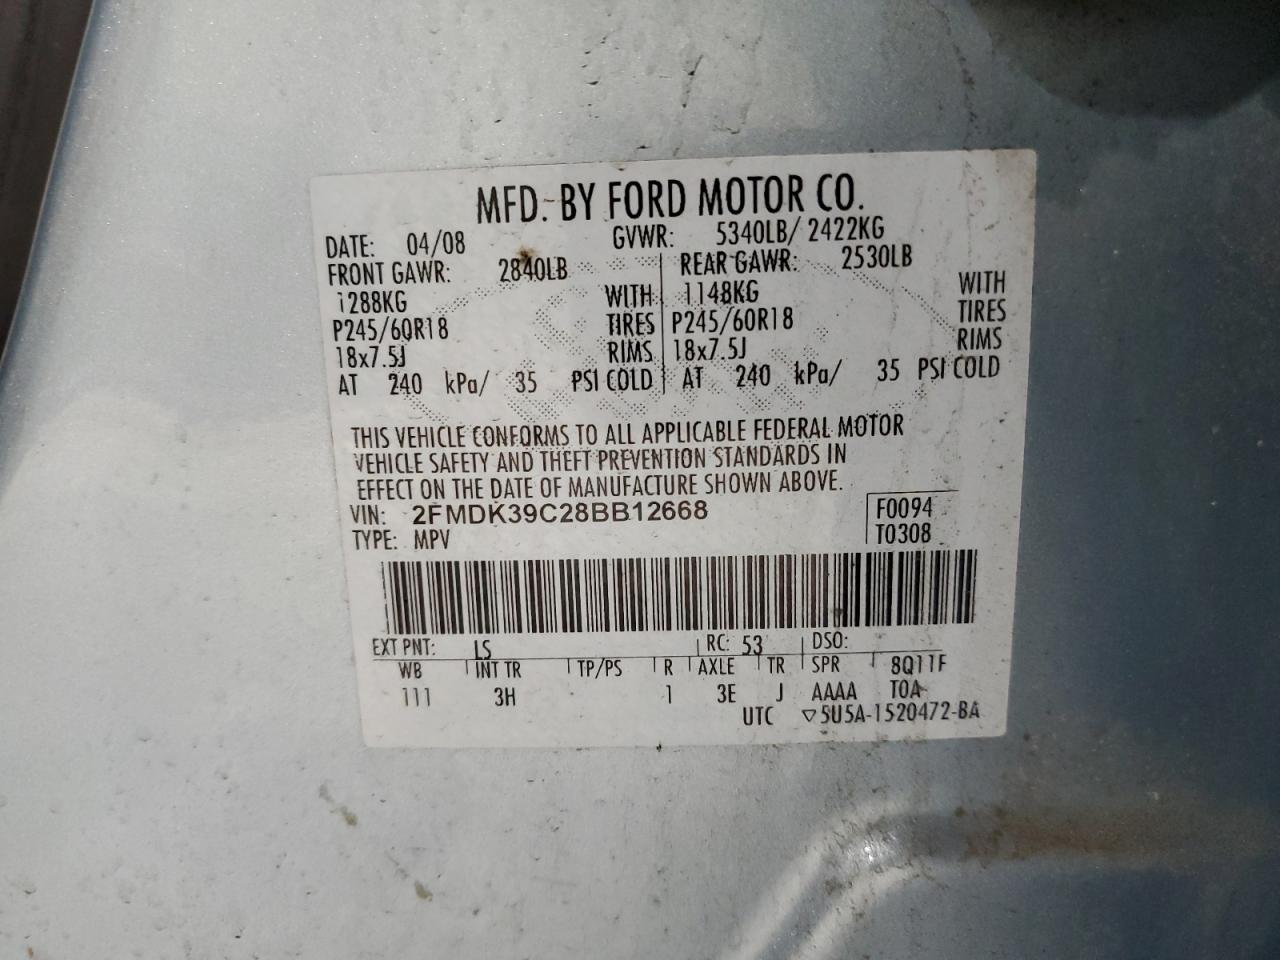 MFD. BY FORD MOTOR CO.
DATE: 04/08 GVWR: 5340LB/ 2422KG
FRONT GAWR: 2840LB REAR GAWR: 2530LB
1288KG WITH 1148KG WITH
P245/60R18 TIRES P245/60R18 TIRES
18x7.5J RIMS 18x7.5J RIMS
AT 240 kPa/ 35 PSI COLD AT 240 kPa/ 35 PSI COLD
THIS VEHICLE CONFORMS TO ALL APPLICABLE FEDERAL MOTOR
VEHICLE SAFETY AND THEFT PREVENTION STANDARDS IN
EFFECT ON THE DATE OF MANUFACTURE SHOWN ABOVE.
VIN: 2FMDK39C28BB12668 F0094
TYPE: MPV T0308
EXT PNT: LS RC: 53 DSO:
WB INT TR TP/PS R AXLE TR SPR 8Q11F
111 3H 1 3E J AAAA TOA
UTC ▽5U5A-1520472-BA